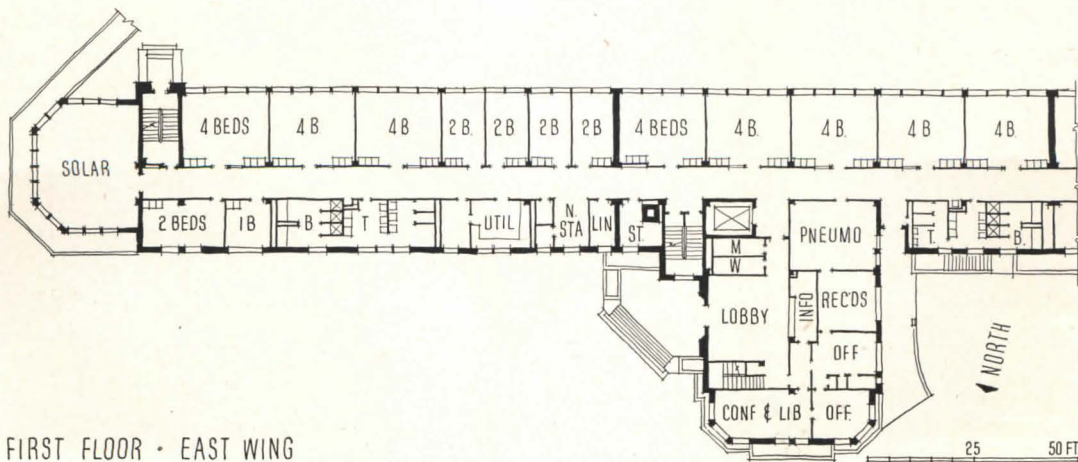 4 BEDS 4 B. 4 B 2 B. 2 B 2 B 2 B 4 BEDS 4 B. 4 B. 4 B 4 B.
SOLAR
2 BEDS 1 B B T UTIL N.
STA LIN ST. PNEUMO T. B.
M
W
LOBBY INFO REC'DS
OFF
NORTH
CONF & LIB OFF.
FIRST FLOOR · EAST WING
25 50 FT